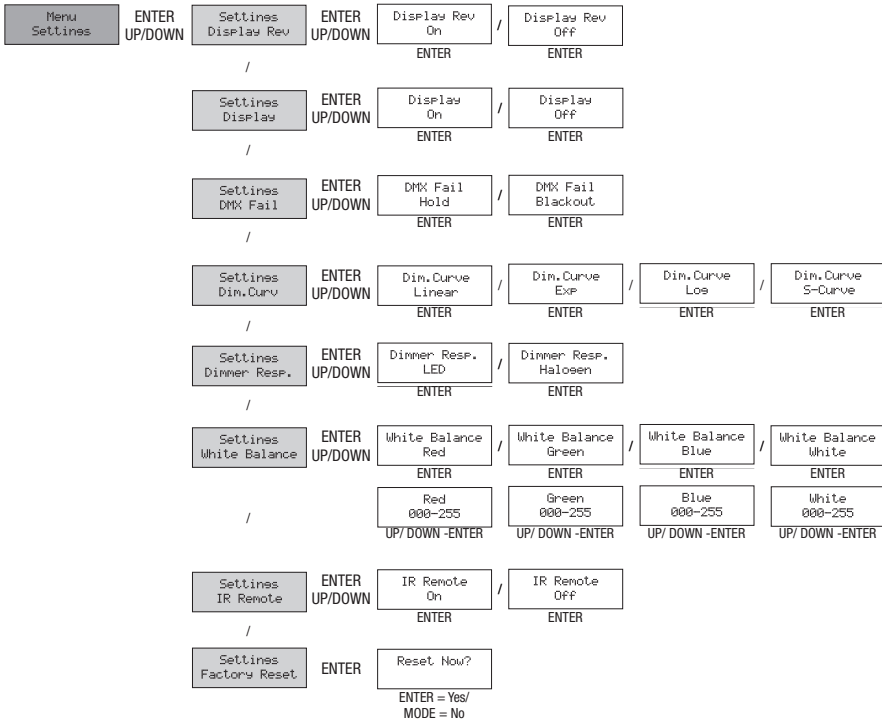 Menu
Settings
ENTER
UP/DOWN
Settings
Display Rev
ENTER
UP/DOWN
Display Rev
On
ENTER
/
Display Rev
Off
ENTER
/
Settings
Display
ENTER
UP/DOWN
Display
On
ENTER
/
Display
Off
ENTER
/
Settings
DMX Fail
ENTER
UP/DOWN
DMX Fail
Hold
ENTER
/
DMX Fail
Blackout
ENTER
/
Settings
Dim.Curv
ENTER
UP/DOWN
Dim.Curve
Linear
ENTER
/
Dim.Curve
Exp
ENTER
/
Dim.Curve
Log
ENTER
/
Dim.Curve
S-Curve
ENTER
/
Settings
Dimmer Resp.
ENTER
UP/DOWN
Dimmer Resp.
LED
ENTER
/
Dimmer Resp.
Halogen
ENTER
/
Settings
White Balance
ENTER
UP/DOWN
White Balance
Red
ENTER
/
White Balance
Green
ENTER
/
White Balance
Blue
ENTER
/
White Balance
White
ENTER
/
Red
000-255
UP/ DOWN -ENTER
Green
000-255
UP/ DOWN -ENTER
Blue
000-255
UP/ DOWN -ENTER
White
000-255
UP/ DOWN -ENTER
Settings
IR Remote
ENTER
UP/DOWN
IR Remote
On
ENTER
/
IR Remote
Off
ENTER
/
Settings
Factory Reset
ENTER
Reset Now?
ENTER = Yes/
MODE = No